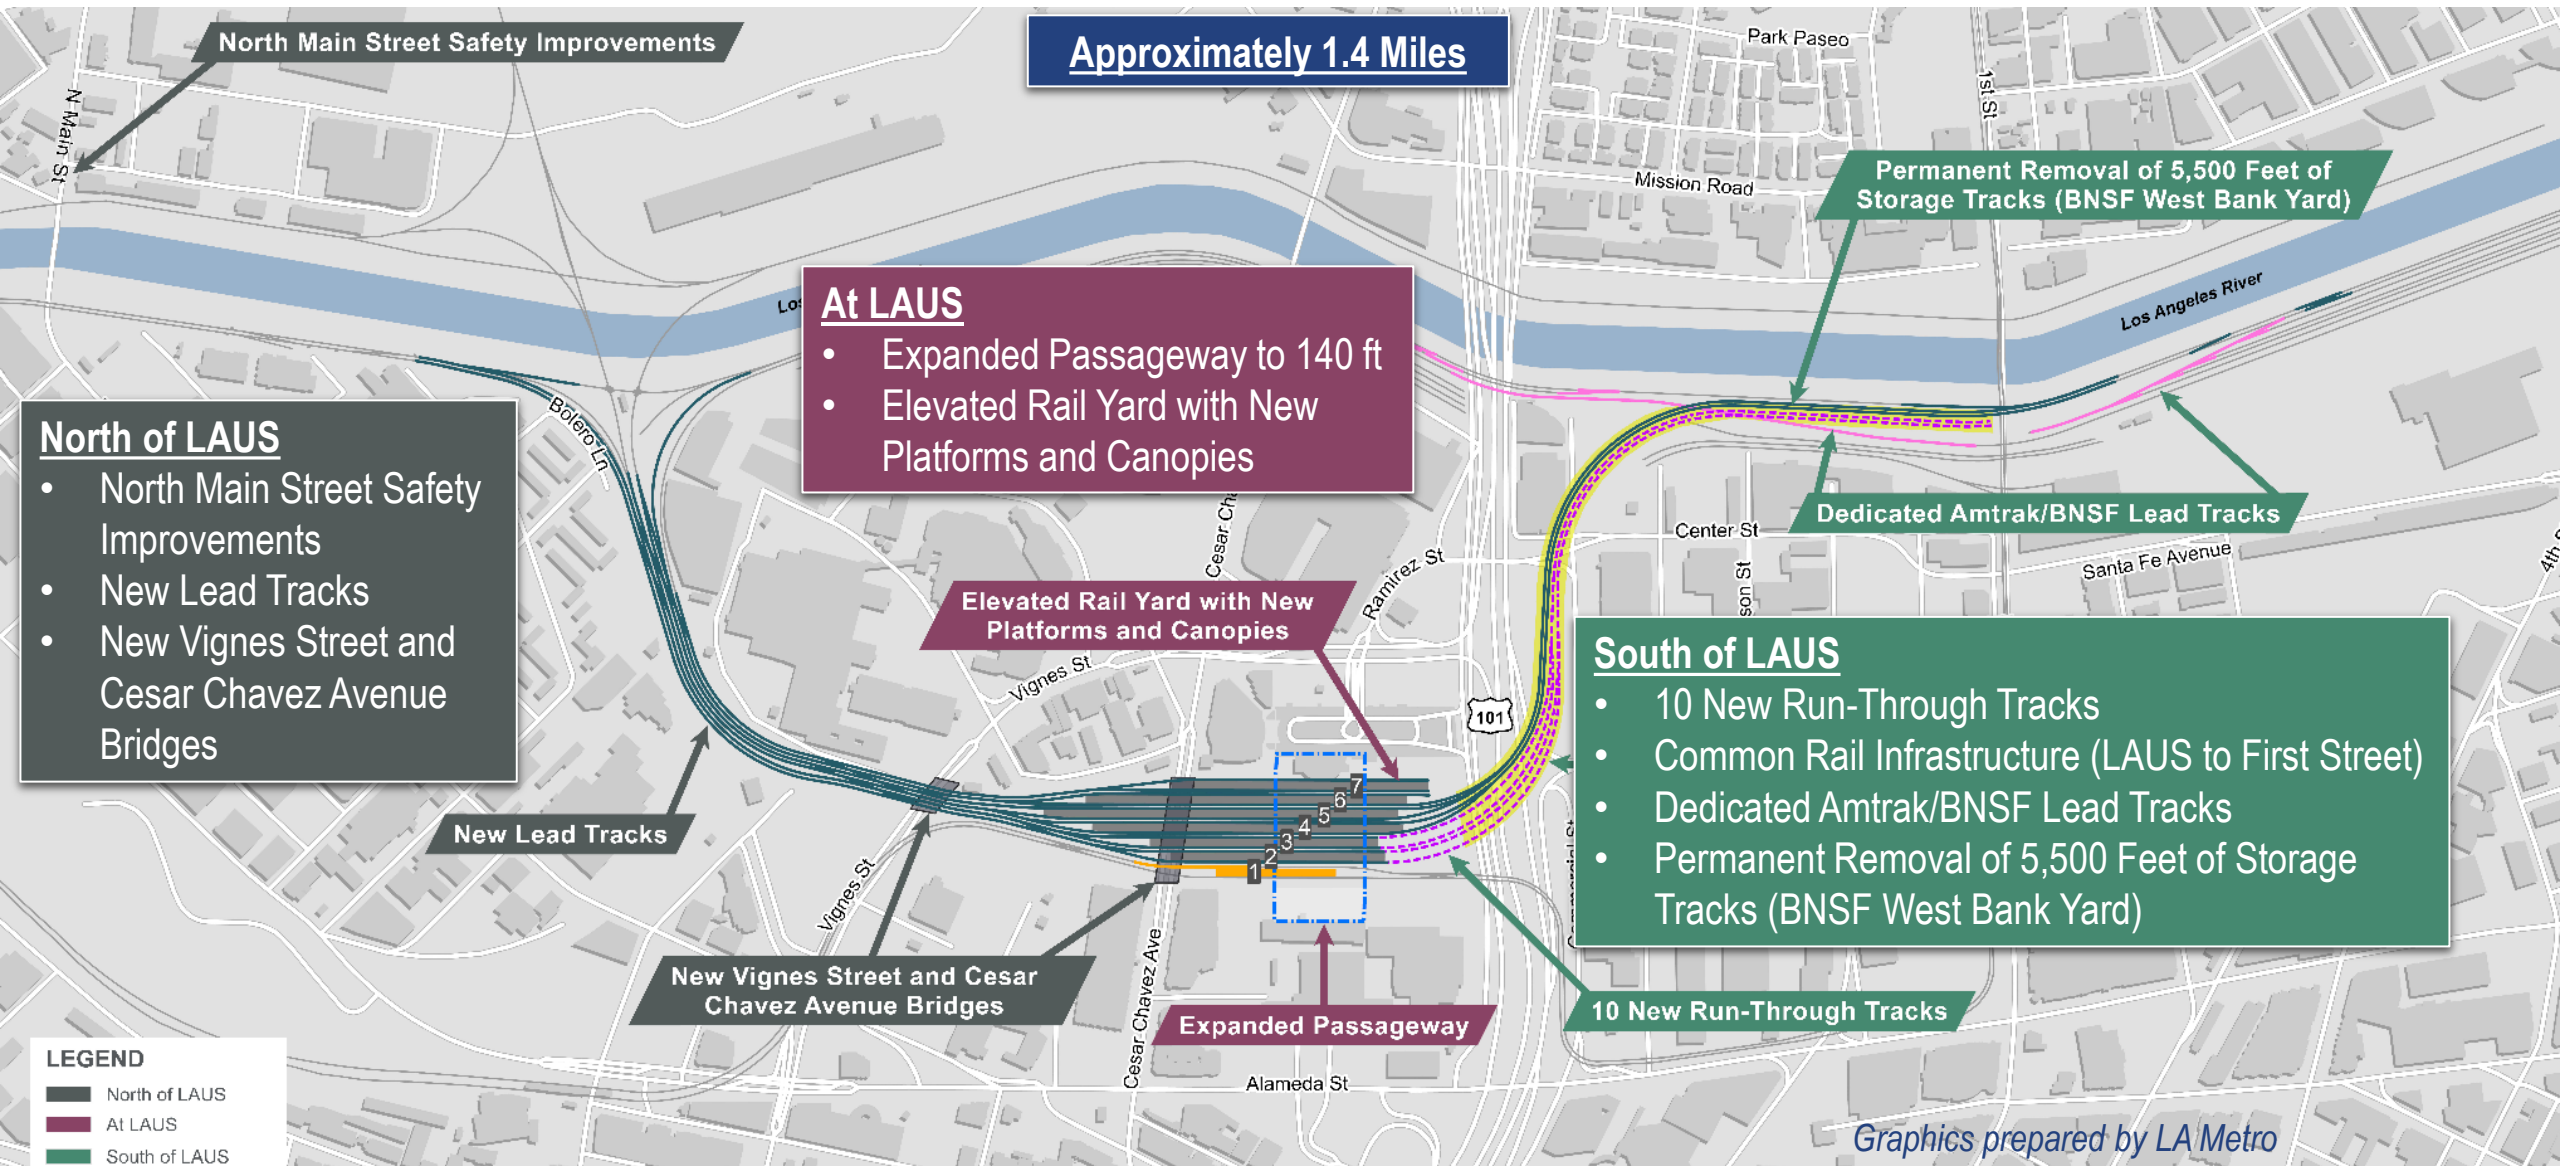 North Main Street Safety Improvements
Approximately 1.4 Miles
Park Paseo
1st St
N Main St
Permanent Removal of 5,500 Feet of
Storage Tracks (BNSF West Bank Yard)
Mission Road
Los Angeles River
At LAUS
• Expanded Passageway to 140 ft
• Elevated Rail Yard with New
Platforms and Canopies
Bolero Ln
North of LAUS
• North Main Street Safety
Improvements
• New Lead Tracks
• New Vignes Street and
Cesar Chavez Avenue
Bridges
Dedicated Amtrak/BNSF Lead Tracks
Center St
Santa Fe Avenue
Ramirez St
Elevated Rail Yard with New
Platforms and Canopies
Vignes St
101
South of LAUS
• 10 New Run-Through Tracks
• Common Rail Infrastructure (LAUS to First Street)
• Dedicated Amtrak/BNSF Lead Tracks
• Permanent Removal of 5,500 Feet of Storage
Tracks (BNSF West Bank Yard)
7
6
5
4
3
2
1
New Lead Tracks
Vignes St
New Vignes Street and Cesar
Chavez Avenue Bridges
Cesar Chavez Ave
Expanded Passageway
10 New Run-Through Tracks
Alameda St
LEGEND
North of LAUS
At LAUS
South of LAUS
Graphics prepared by LA Metro